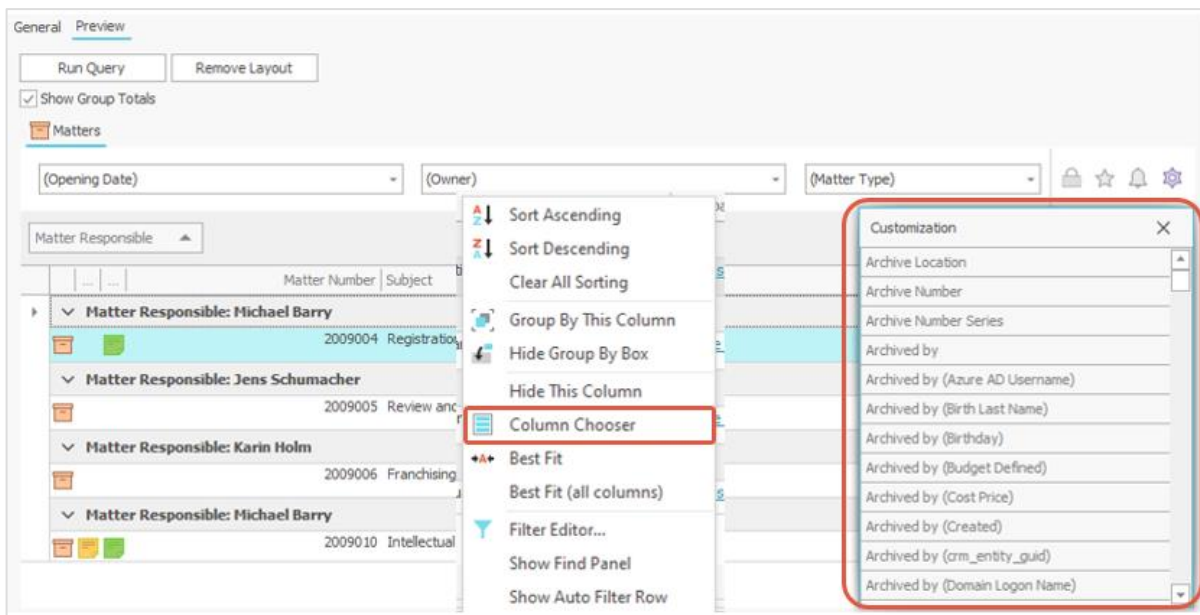 General Preview
Run Query Remove Layout
Show Group Totals
Matters
(Opening Date) (Owner) (Matter Type)
Matter Responsible
... ... Matter Number Subject
Matter Responsible: Michael Barry
2009004 Registration
Matter Responsible: Jens Schumacher
2009005 Review and
Matter Responsible: Karin Holm
2009006 Franchising
Matter Responsible: Michael Barry
2009010 Intellectual
Sort Ascending
Sort Descending
Clear All Sorting
Group By This Column
Hide Group By Box
Hide This Column
Column Chooser
Best Fit
Best Fit (all columns)
Filter Editor...
Show Find Panel
Show Auto Filter Row
Customization
Archive Location
Archive Number
Archive Number Series
Archived by
Archived by (Azure AD Username)
Archived by (Birth Last Name)
Archived by (Birthday)
Archived by (Budget Defined)
Archived by (Cost Price)
Archived by (Created)
Archived by (crm_entity_guid)
Archived by (Domain Logon Name)